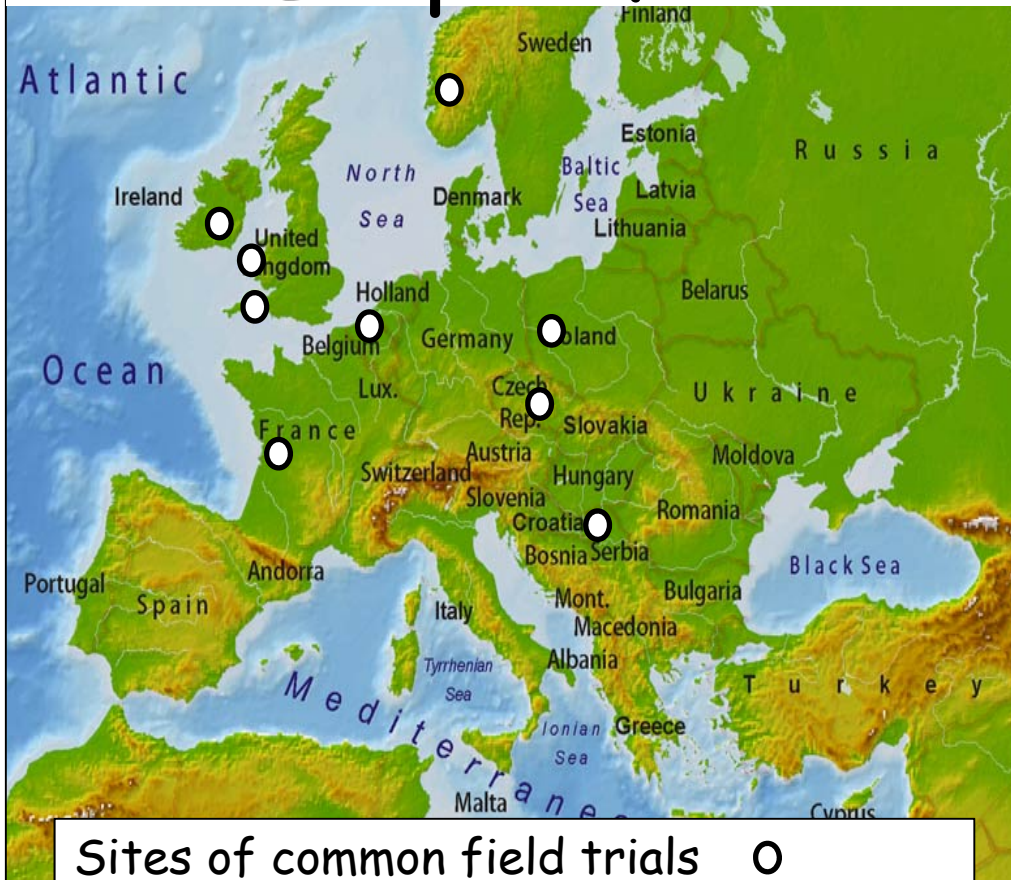 Finland
Sweden
Atlantic
Estonia
Russia
North
Sea
Baltic
Sea
Ireland
Denmark
Latvia
Lithuania
United
ngdom
Holland
Belarus
Belgium
Germany
oland
Lux.
Ocean
Czech
Rep.
Ukraine
France
Slovakia
Austria
Moldova
Switzerland
Hungary
Slovenia
Romania
Croatia
Bosnia
Serbia
Black Sea
Portugal
Andorra
Bulgaria
Spain
Italy
Mont.
Macedonia
Albania
Tyrrhenian
Sea
Turkey
Mediterrane
Ionian
Sea
Greece
Malta
Cyprus
Sites of common field trials